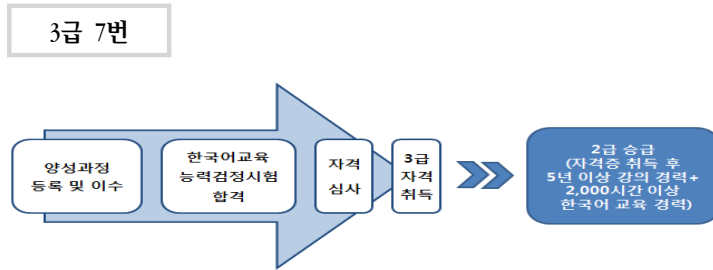 3급 7번
양성과정
등록 및 이수
한국어교육
능력검정시험
합격
자격
심사
3급
자격
취득
2급 승급
(자격증 취득 후
5년 이상 강의 경력+
2,000시간 이상
한국어 교육 경력)